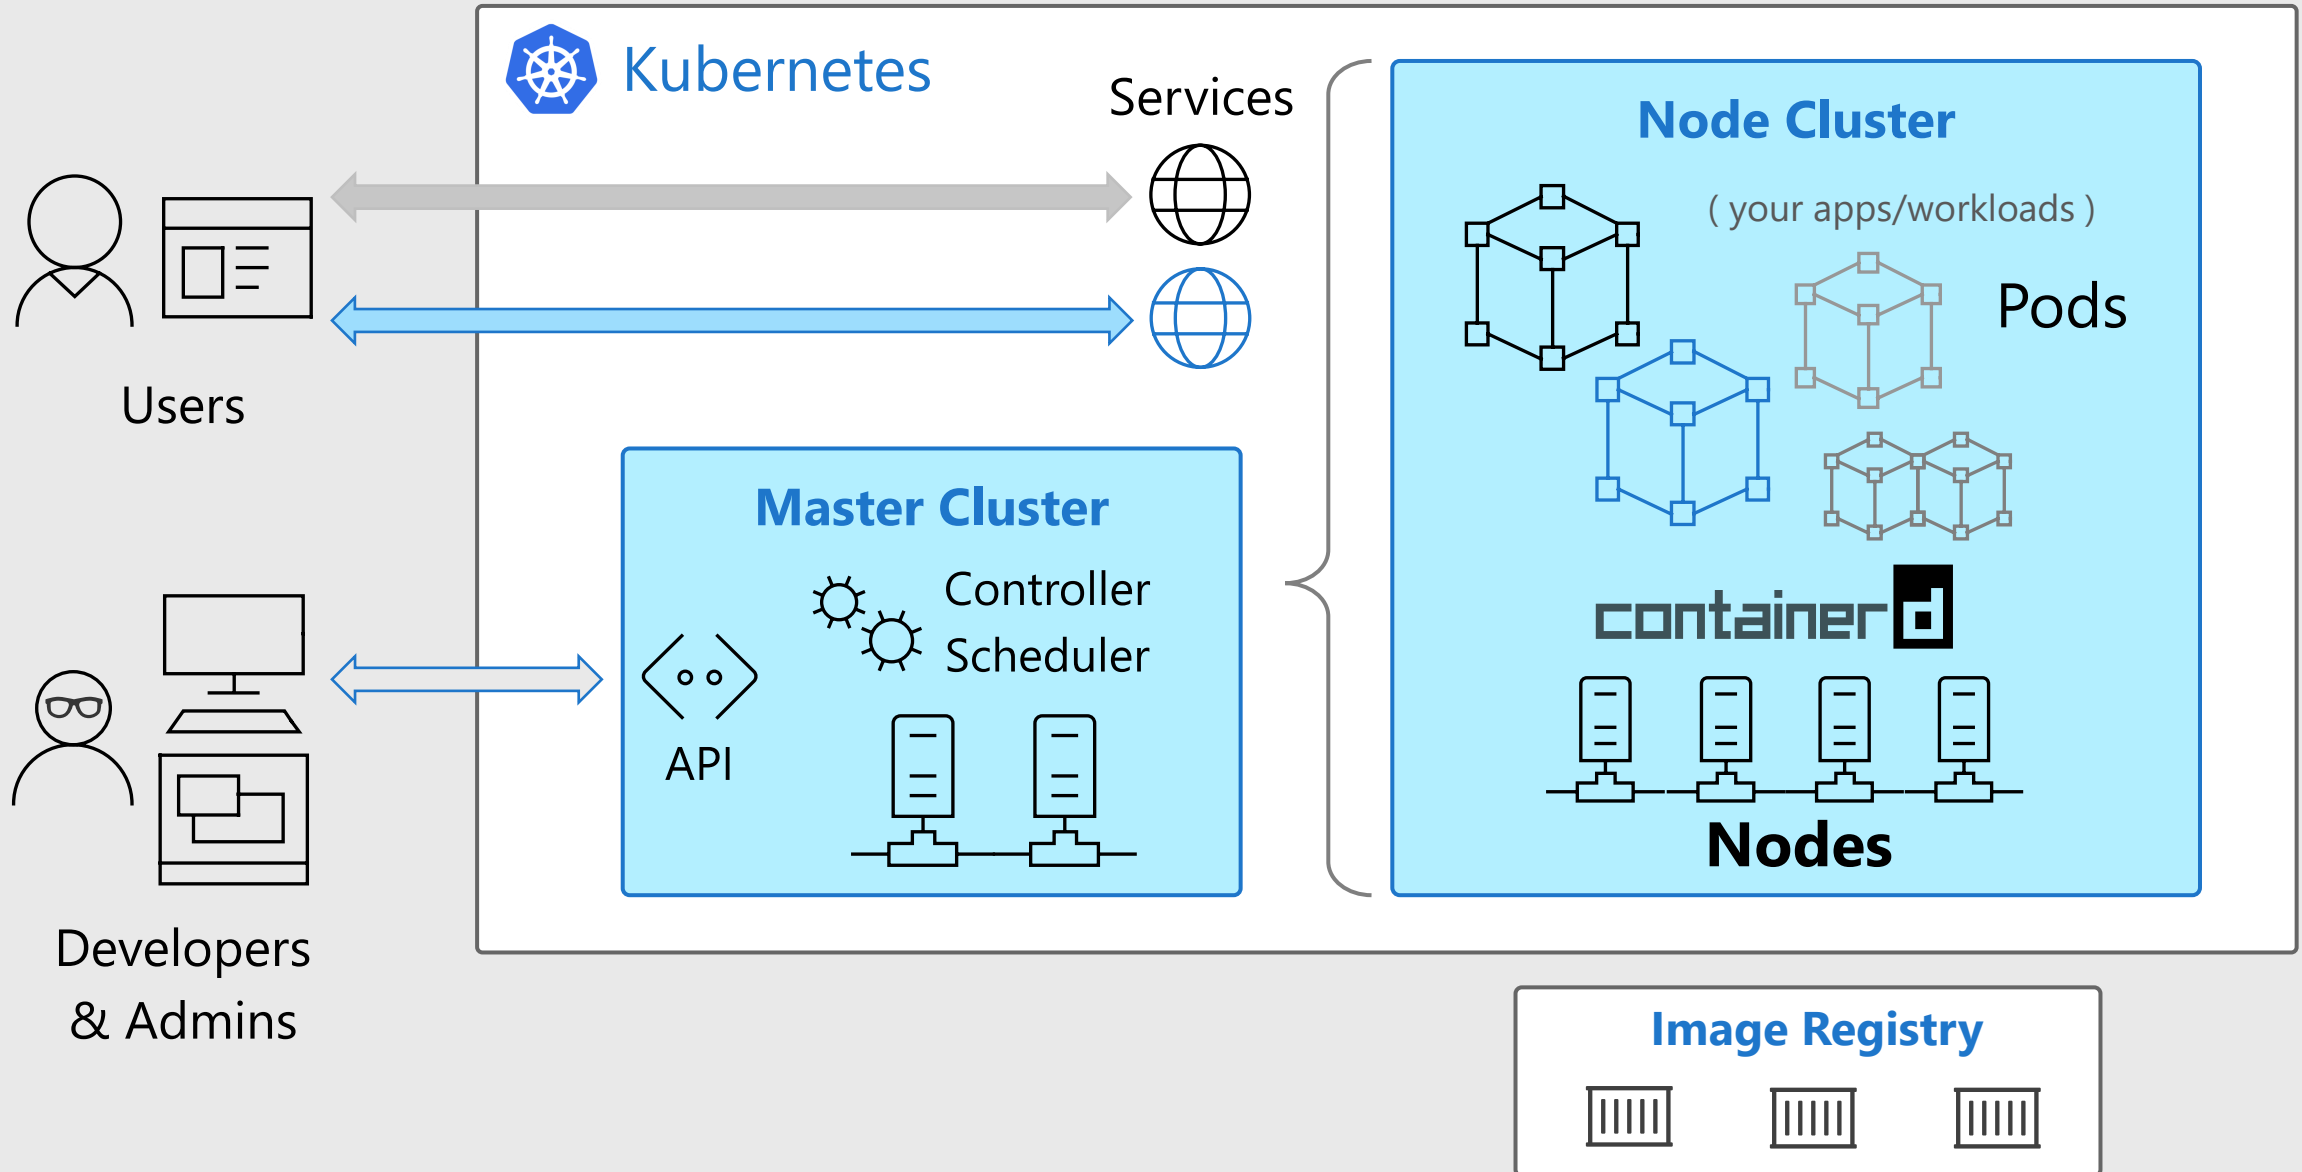 Kubernetes
Services
Users
Developers
& Admins
Master Cluster
Controller
Scheduler
API
Node Cluster
( your apps/workloads )
Pods
containerd
Nodes
Image Registry